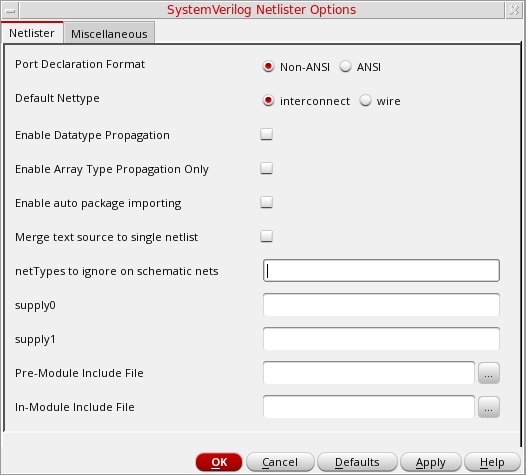 SystemVerilog Netlister Options
Netlister Miscellaneous
Port Declaration Format Non-ANSI ANSI
Default Nettype interconnect wire
Enable Datatype Propagation
Enable Array Type Propagation Only
Enable auto package importing
Merge text source to single netlist
netTypes to ignore on schematic nets
supply0
supply1
Pre-Module Include File ...
In-Module Include File ...
OK Cancel Defaults Apply Help